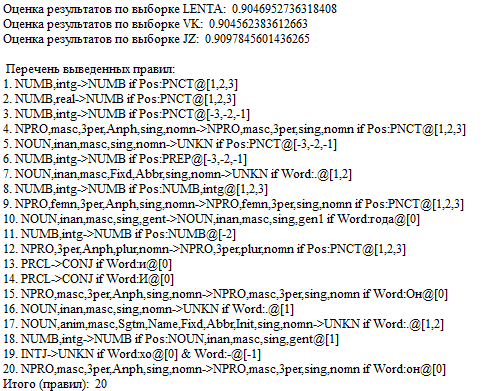 Оценка результатов по выборке LENTA: 0.9046952736318408
Оценка результатов по выборке VK: 0.904562383612663
Оценка результатов по выборке JZ: 0.9097845601436265
Перечень выведенных правил:
1. NUMB,intg->NUMB if Pos:PNCT@[1,2,3]
2. NUMB,real->NUMB if Pos:PNCT@[1,2,3]
3. NUMB,intg->NUMB if Pos:PNCT@[-3,-2,-1]
4. NPRO,masc,3per,Anph,sing,nomn->NPRO,masc,3per,sing,nomn if Pos:PNCT@[1,2,3]
5. NOUN,inan,masc,sing,nomn->UNKN if Pos:PNCT@[-3,-2,-1]
6. NUMB,intg->NUMB if Pos:PREP@[-3,-2,-1]
7. NOUN,inan,masc,Fixd,Abbr,sing,nomn->UNKN if Word:.@[1,2]
8. NUMB,intg->NUMB if Pos:NUMB,intg@[1,2,3]
9. NPRO,femn,3per,Anph,sing,nomn->NPRO,femn,3per,sing,nomn if Pos:PNCT@[1,2,3]
10. NOUN,inan,masc,sing,gent->NOUN,inan,masc,sing,gen1 if Word:года@[0]
11. NUMB,intg->NUMB if Pos:NUMB@[-2]
12. NPRO,3per,Anph,plur,nomn->NPRO,3per,plur,nomn if Pos:PNCT@[1,2,3]
13. PRCL->CONJ if Word:и@[0]
14. PRCL->CONJ if Word:И@[0]
15. NPRO,masc,3per,Anph,sing,nomn->NPRO,masc,3per,sing,nomn if Word:Он@[0]
16. NOUN,inan,masc,sing,nomn->UNKN if Word:.@[1]
17. NOUN,anim,masc,Sgtm,Name,Fixd,Abbr,Init,sing,nomn->UNKN if Word:.@[1,2]
18. NUMB,intg->NUMB if Pos:NOUN,inan,masc,sing,gent@[1]
19. INTJ->UNKN if Word:хо@[0] & Word:-@[-1]
20. NPRO,masc,3per,Anph,sing,nomn->NPRO,masc,3per,sing,nomn if Word:он@[0]
Итого (правил): 20